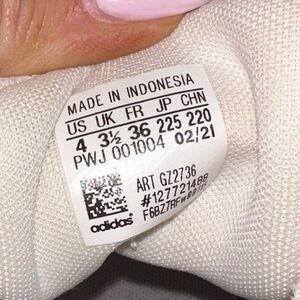 MADE IN INDONESIA
US UK FR JP CHN
4 3½ 36 225 220
PWJ 001004 02/21
ART GZ2736
adidas